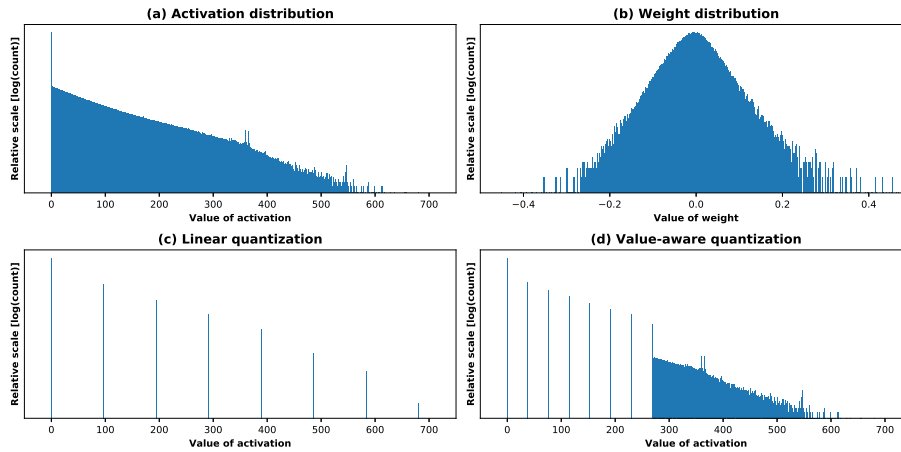 (a) Activation distribution
Relative scale [log(count)]
0 100 200 300 400 500 600 700
Value of activation
(b) Weight distribution
Relative scale [log(count)]
−0.4 −0.2 0.0 0.2 0.4
Value of weight
(c) Linear quantization
Relative scale [log(count)]
0 100 200 300 400 500 600 700
Value of activation
(d) Value-aware quantization
Relative scale [log(count)]
0 100 200 300 400 500 600 700
Value of activation